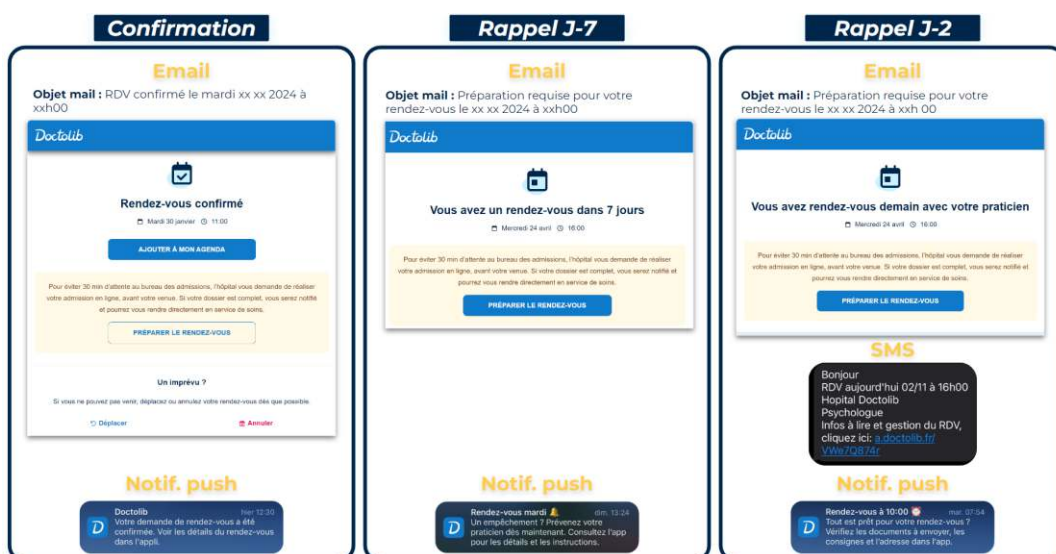 Confirmation
Email
Objet mail : RDV confirmé le mardi xx xx 2024 à
xxh00
Doctolib
Rendez-vous confirmé
Mardi 30 janvier 11:00
AJOUTER À MON AGENDA
Pour éviter 30 min d'attente au bureau des admissions, l'hôpital vous demande de réaliser
votre admission en ligne, avant votre venue. Si votre dossier est complet, vous serez notifié
et pourrez vous rendre directement en service de soins.
PRÉPARER LE RENDEZ-VOUS
Un imprévu ?
Si vous ne pouvez pas venir, déplacez ou annulez votre rendez-vous dès que possible.
Déplacer
Annuler
Notif. push
Doctolib hier 12:30
Votre demande de rendez-vous a été
confirmée. Voir les détails du rendez-vous
dans l'appli.
Rappel J-7
Email
Objet mail : Préparation requise pour votre
rendez-vous le xx xx 2024 à xxh00
Doctolib
Vous avez un rendez-vous dans 7 jours
Mercredi 24 avril 16:00
Pour éviter 30 min d'attente au bureau des admissions, l'hôpital vous demande de réaliser
votre admission en ligne, avant votre venue. Si votre dossier est complet, vous serez notifié et
pourrez vous rendre directement en service de soins.
PRÉPARER LE RENDEZ-VOUS
Notif. push
Rendez-vous mardi 🔔 dim. 13:24
Un empêchement ? Prévenez votre
praticien dès maintenant. Consultez l'app
pour les détails et les instructions.
Rappel J-2
Email
Objet mail : Préparation requise pour votre
rendez-vous le xx xx 2024 à xxh 00
Doctolib
Vous avez rendez-vous demain avec votre praticien
Mercredi 24 avril 16:00
Pour éviter 30 min d'attente au bureau des admissions, l'hôpital vous demande de réaliser
votre admission en ligne, avant votre venue. Si votre dossier est complet, vous serez notifié et
pourrez vous rendre directement en service de soins.
PRÉPARER LE RENDEZ-VOUS
SMS
Bonjour
RDV aujourd'hui 02/11 à 16h00
Hopital Doctolib
Psychologue
Infos à lire et gestion du RDV,
cliquez ici: a.doctolib.fr/
VWe7Q874r
Notif. push
Rendez-vous à 10:00 ⏰ mar. 07:54
Tout est prêt pour votre rendez-vous ?
Vérifiez les documents à envoyer, les
consignes et l'adresse dans l'app.